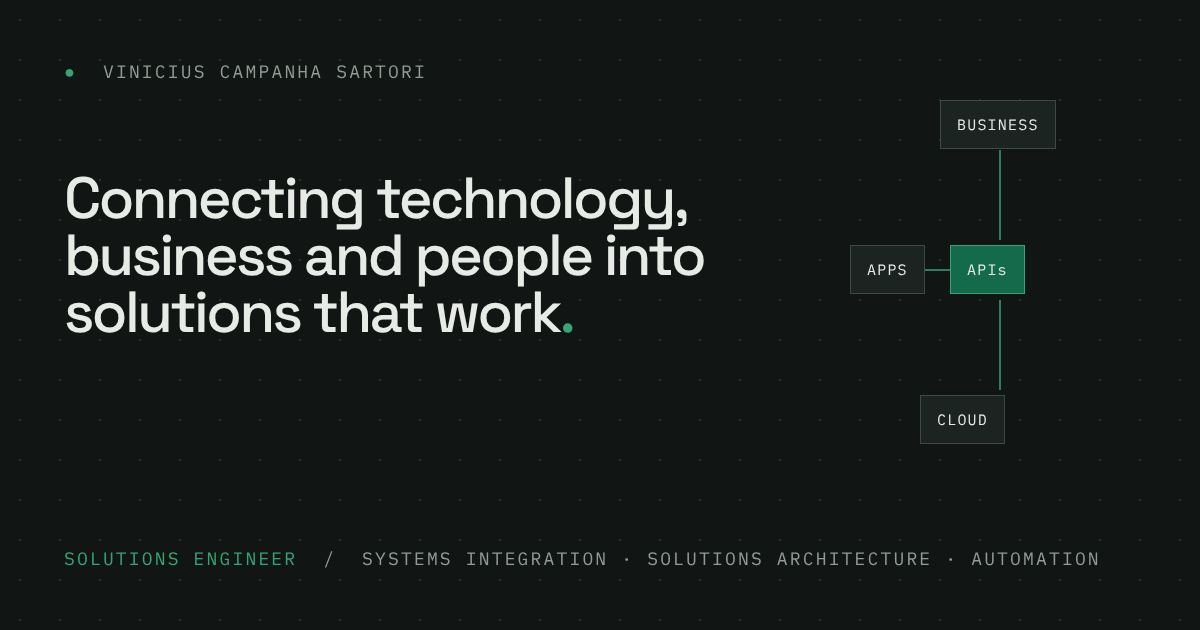 VINICIUS CAMPANHA SARTORI
Connecting technology,
business and people into
solutions that work.
BUSINESS
APPS
APIs
CLOUD
SOLUTIONS ENGINEER / SYSTEMS INTEGRATION · SOLUTIONS ARCHITECTURE · AUTOMATION